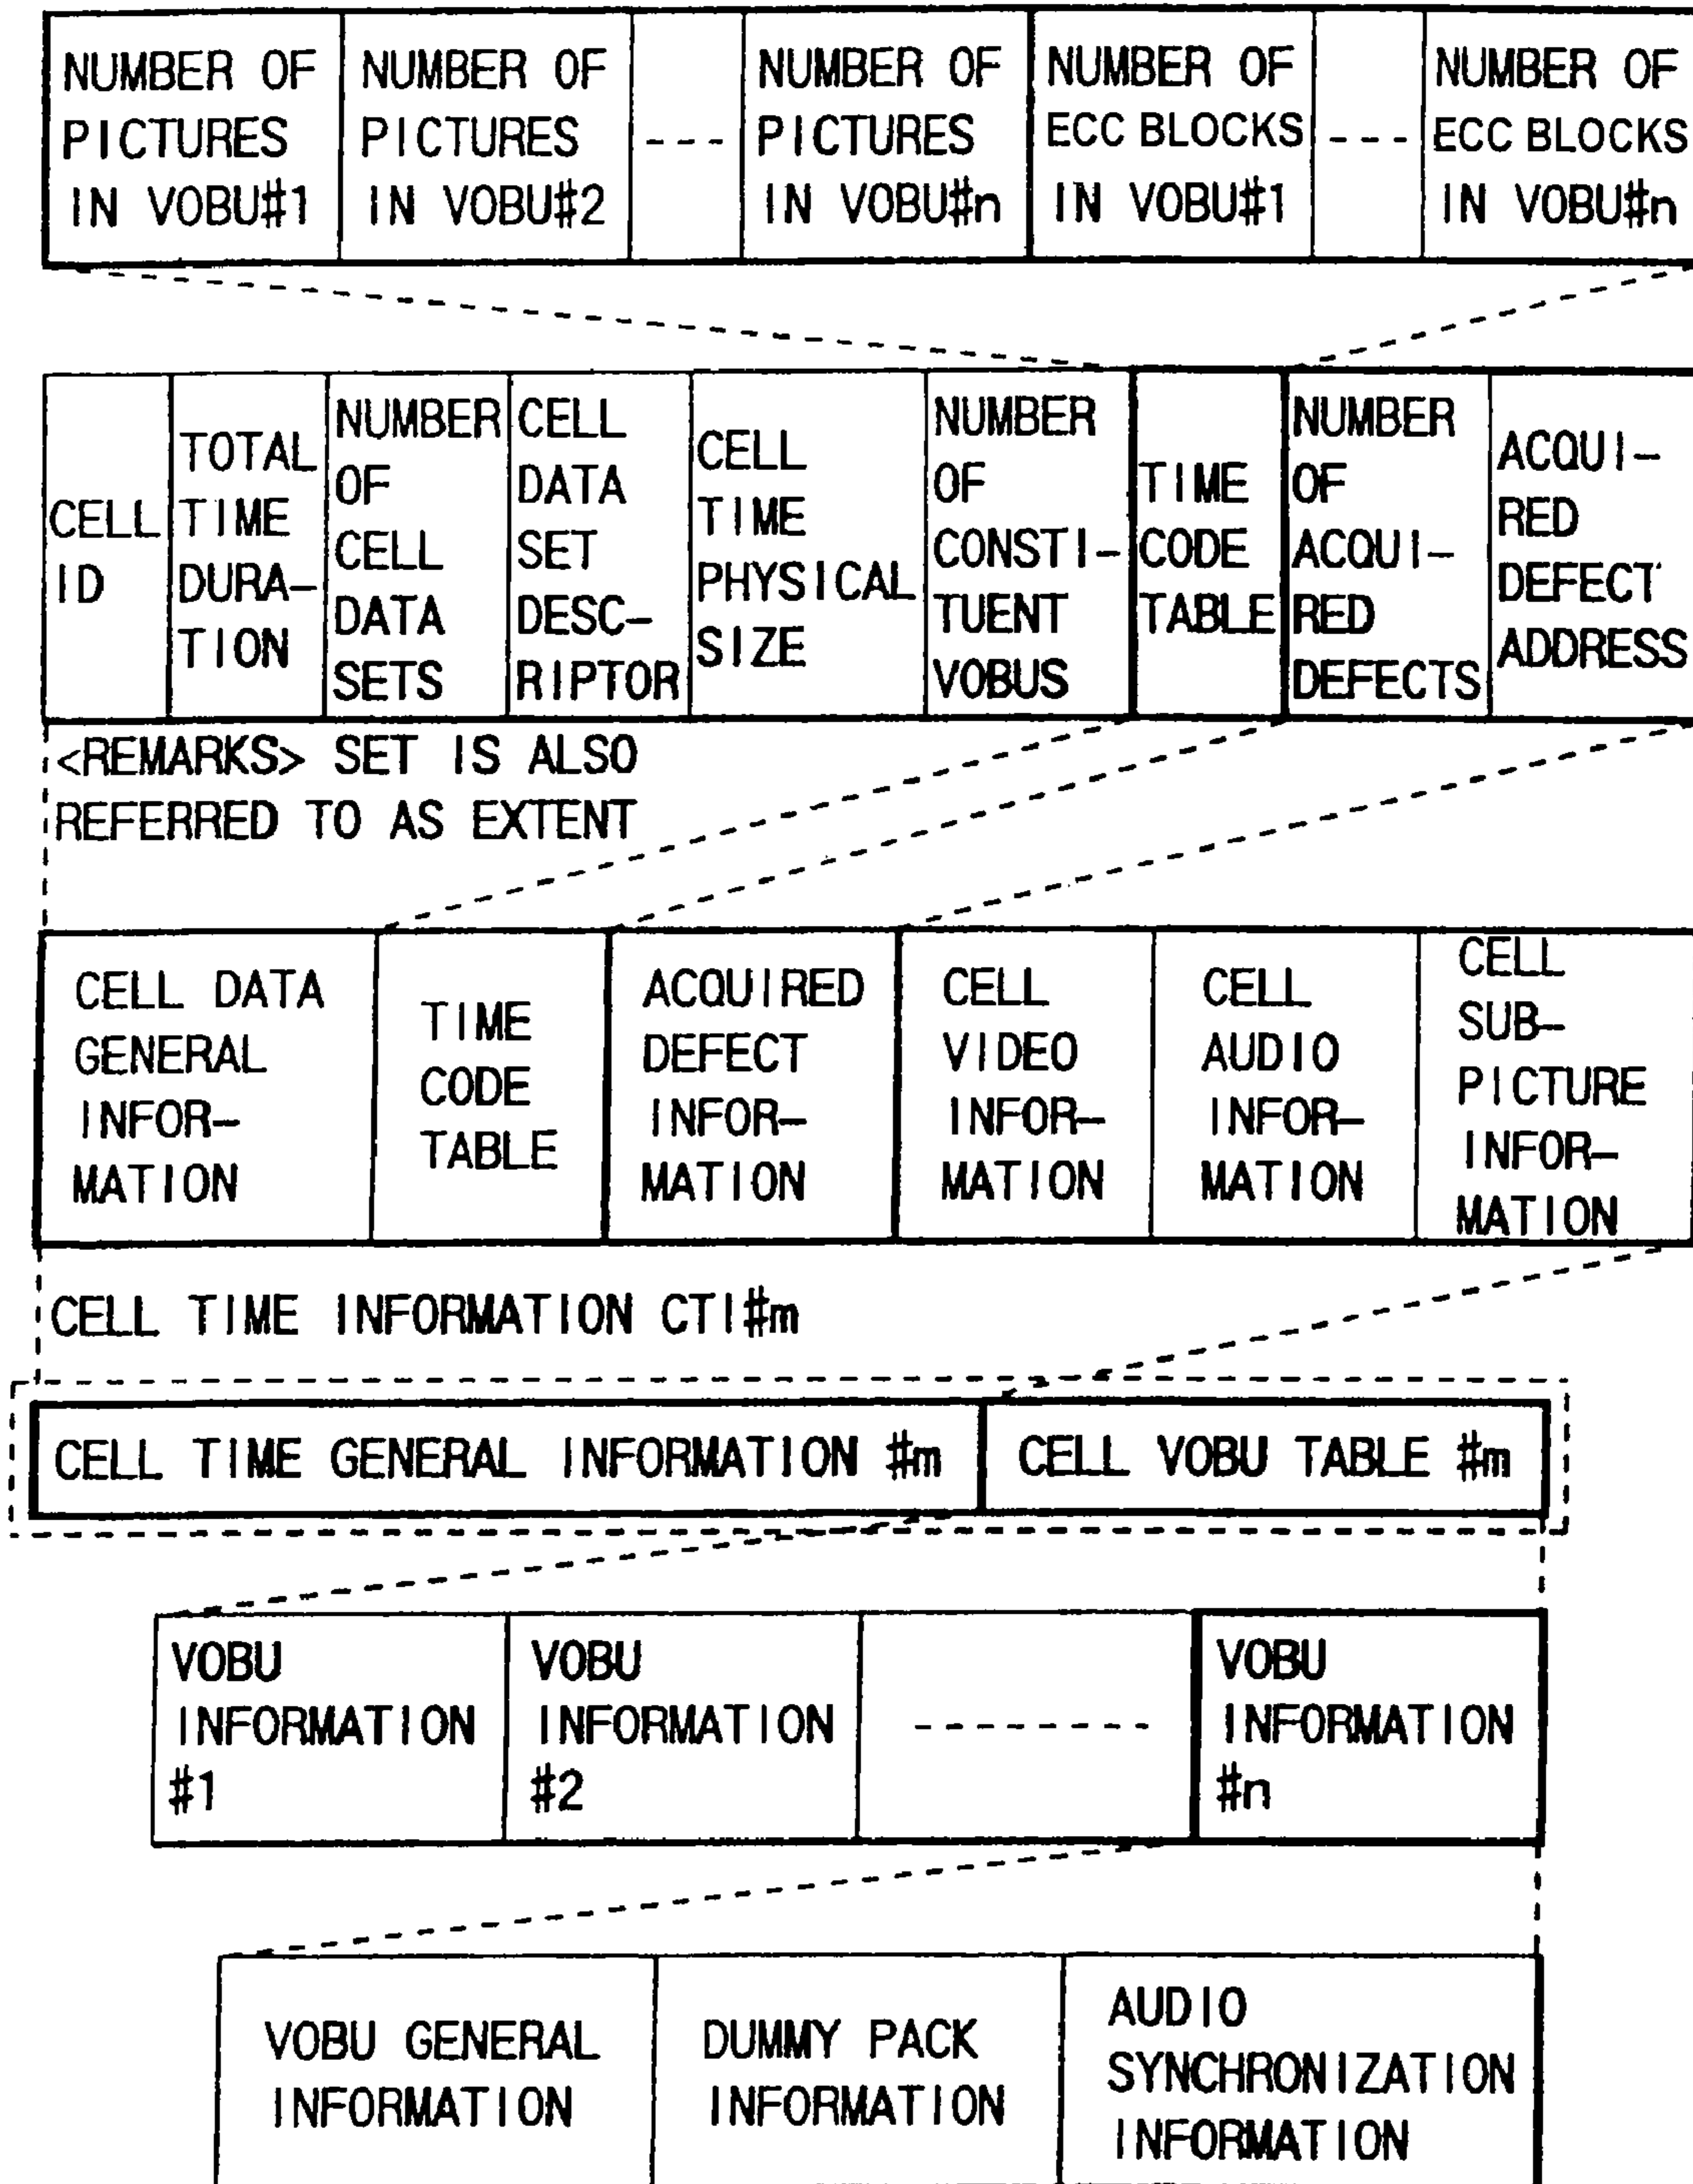 NUMBER OF
PICTURES
IN VOBU#1
NUMBER OF
PICTURES
IN VOBU#2
---
NUMBER OF
PICTURES
IN VOBU#n
NUMBER OF
ECC BLOCKS
IN VOBU#1
---
NUMBER OF
ECC BLOCKS
IN VOBU#n
CELL
ID
TOTAL
TIME
DURA-
TION
NUMBER
OF
CELL
DATA
SETS
CELL
DATA
SET
DESC-
RIPTOR
CELL
TIME
PHYSICAL
SIZE
NUMBER
OF
CONSTI-
TUENT
VOBUS
TIME
CODE
TABLE
NUMBER
OF
ACQUI-
RED
DEFECTS
ACQUI-
RED
DEFECT
ADDRESS
<REMARKS> SET IS ALSO
REFERRED TO AS EXTENT
CELL DATA
GENERAL
INFOR-
MATION
TIME
CODE
TABLE
ACQUIRED
DEFECT
INFOR-
MATION
CELL
VIDEO
INFOR-
MATION
CELL
AUDIO
INFOR-
MATION
CELL
SUB-
PICTURE
INFOR-
MATION
CELL TIME INFORMATION CTI#m
CELL TIME GENERAL INFORMATION #m
CELL VOBU TABLE #m
VOBU
INFORMATION
#1
VOBU
INFORMATION
#2
---------
VOBU
INFORMATION
#n
VOBU GENERAL
INFORMATION
DUMMY PACK
INFORMATION
AUDIO
SYNCHRONIZATION
INFORMATION